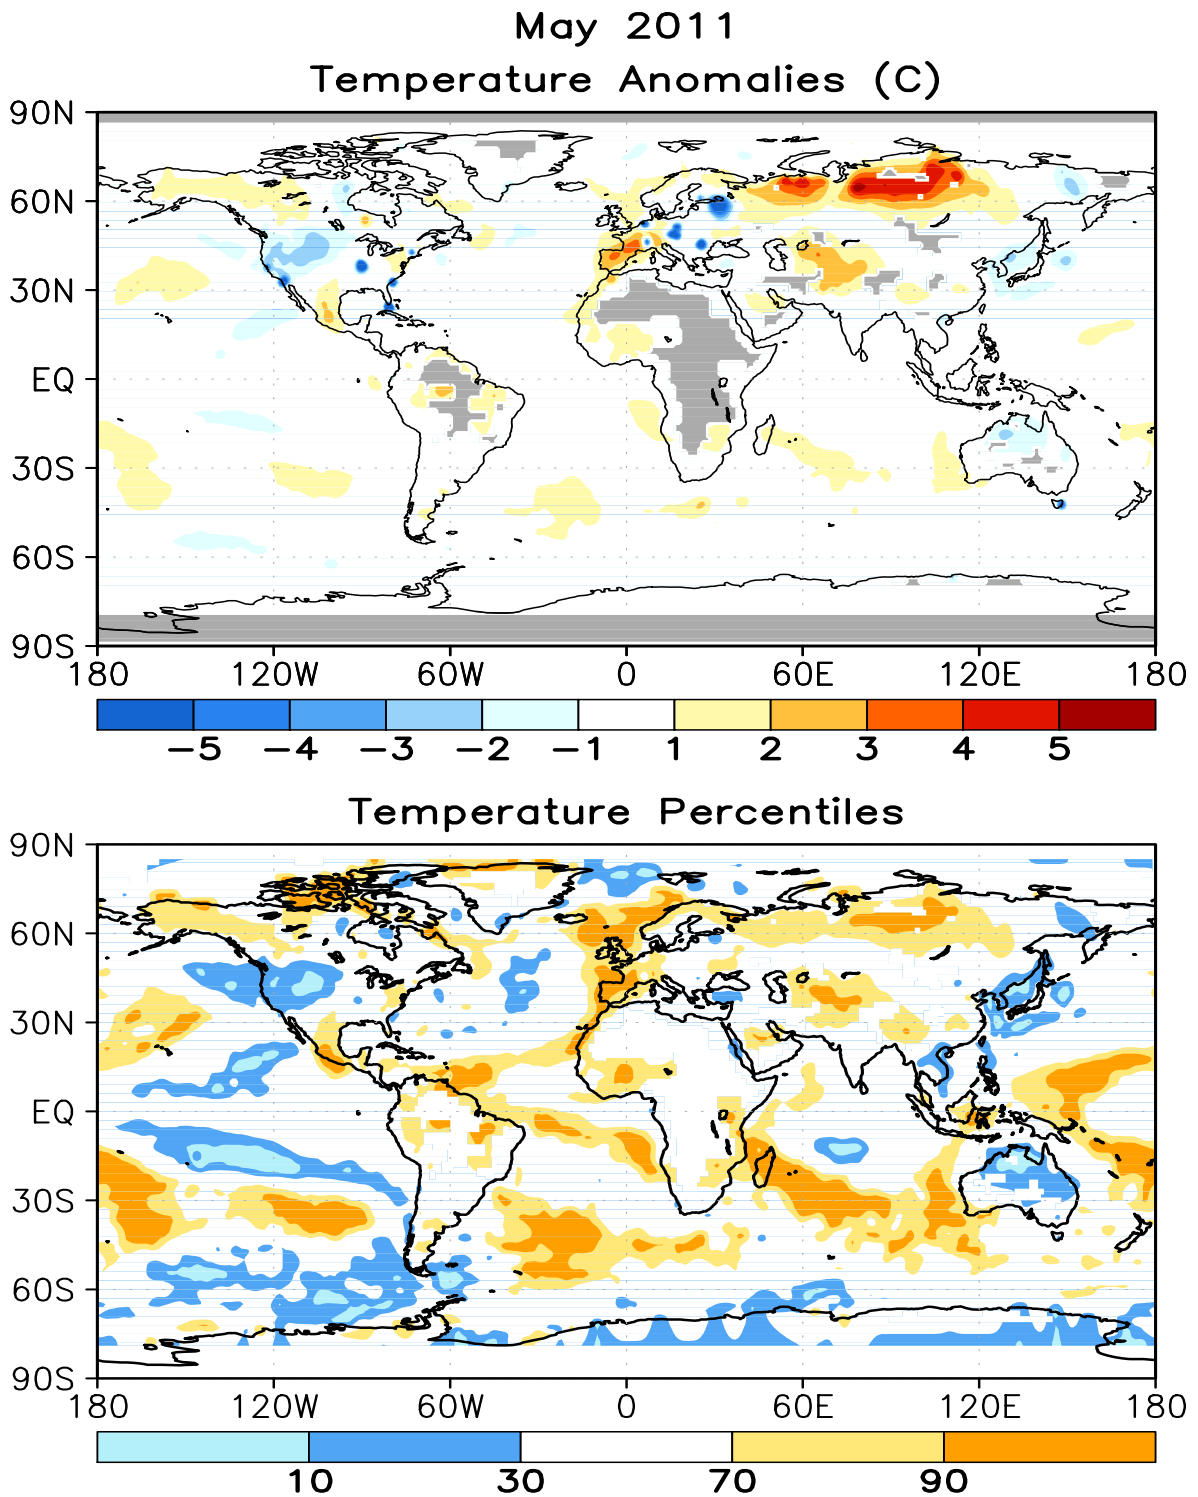 May 2011
Temperature Anomalies (C)
90N
60N
30N
EQ
30S
60S
90S
180 120W 60W 0 60E 120E 180
-5 -4 -3 -2 -1 1 2 3 4 5
Temperature Percentiles
90N
60N
30N
EQ
30S
60S
90S
180 120W 60W 0 60E 120E 180
10 30 70 90